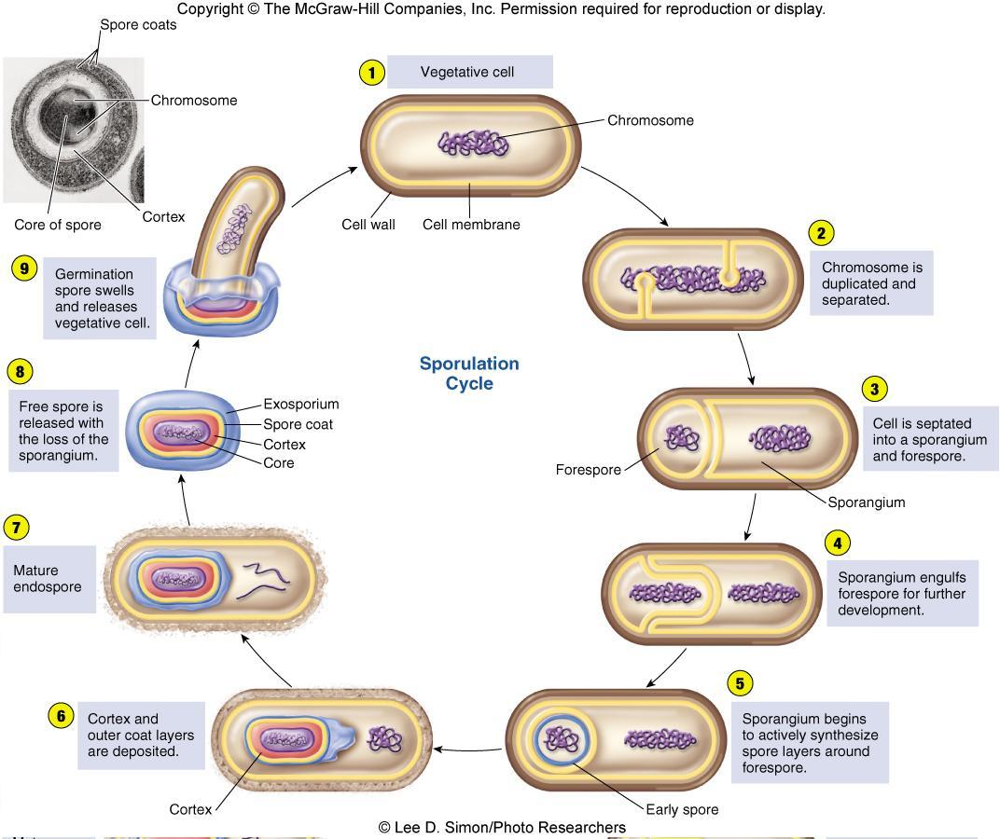 Copyright © The McGraw-Hill Companies, Inc. Permission required for reproduction or display.
Spore coats
Chromosome
Cortex
Core of spore
1
Vegetative cell
Chromosome
Cell wall
Cell membrane
2
Chromosome is
duplicated and
separated.
3
Cell is septated
into a sporangium
and forespore.
Forespore
Sporangium
4
Sporangium engulfs
forespore for further
development.
5
Sporangium begins
to actively synthesize
spore layers around
forespore.
Early spore
6
Cortex and
outer coat layers
are deposited.
Cortex
7
Mature
endospore
8
Free spore is
released with
the loss of the
sporangium.
Exosporium
Spore coat
Cortex
Core
9
Germination
spore swells
and releases
vegetative cell.
Sporulation
Cycle
© Lee D. Simon/Photo Researchers